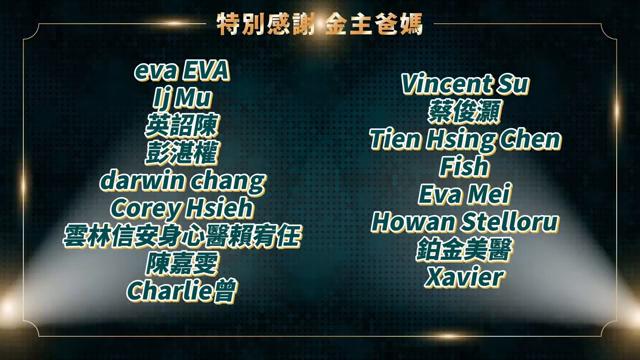 特別感謝 金主爸媽
eva EVA
Ij Mu
英詔陳
彭湛權
darwin chang
Corey Hsieh
雲林信安身心醫賴宥任
陳嘉雯
Charlie曾
Vincent Su
蔡俊灝
Tien Hsing Chen
Fish
Eva Mei
Howan Stelloru
鉑金美醫
Xavier